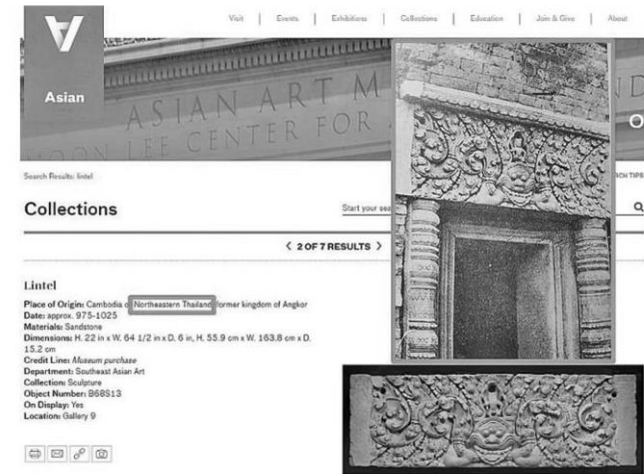 Visit | Events | Exhibitions | Collections | Education | Join & Give | About
Asian
ASIAN ART M
OON LEE CENTER FOR
O
Search Results: lintel
RCH TIPS
Collections
Start your sea
< 2 OF 7 RESULTS >
Lintel
Place of Origin: Cambodia o Northeastern Thailand former kingdom of Angkor
Date: approx. 975-1025
Materials: Sandstone
Dimensions: H. 22 in x W. 64 1/2 in x D. 6 in, H. 55.9 cm x W. 163.8 cm x D.
15.2 cm
Credit Line: Museum purchase
Department: Southeast Asian Art
Collection: Sculpture
Object Number: B68S13
On Display: Yes
Location: Gallery 9